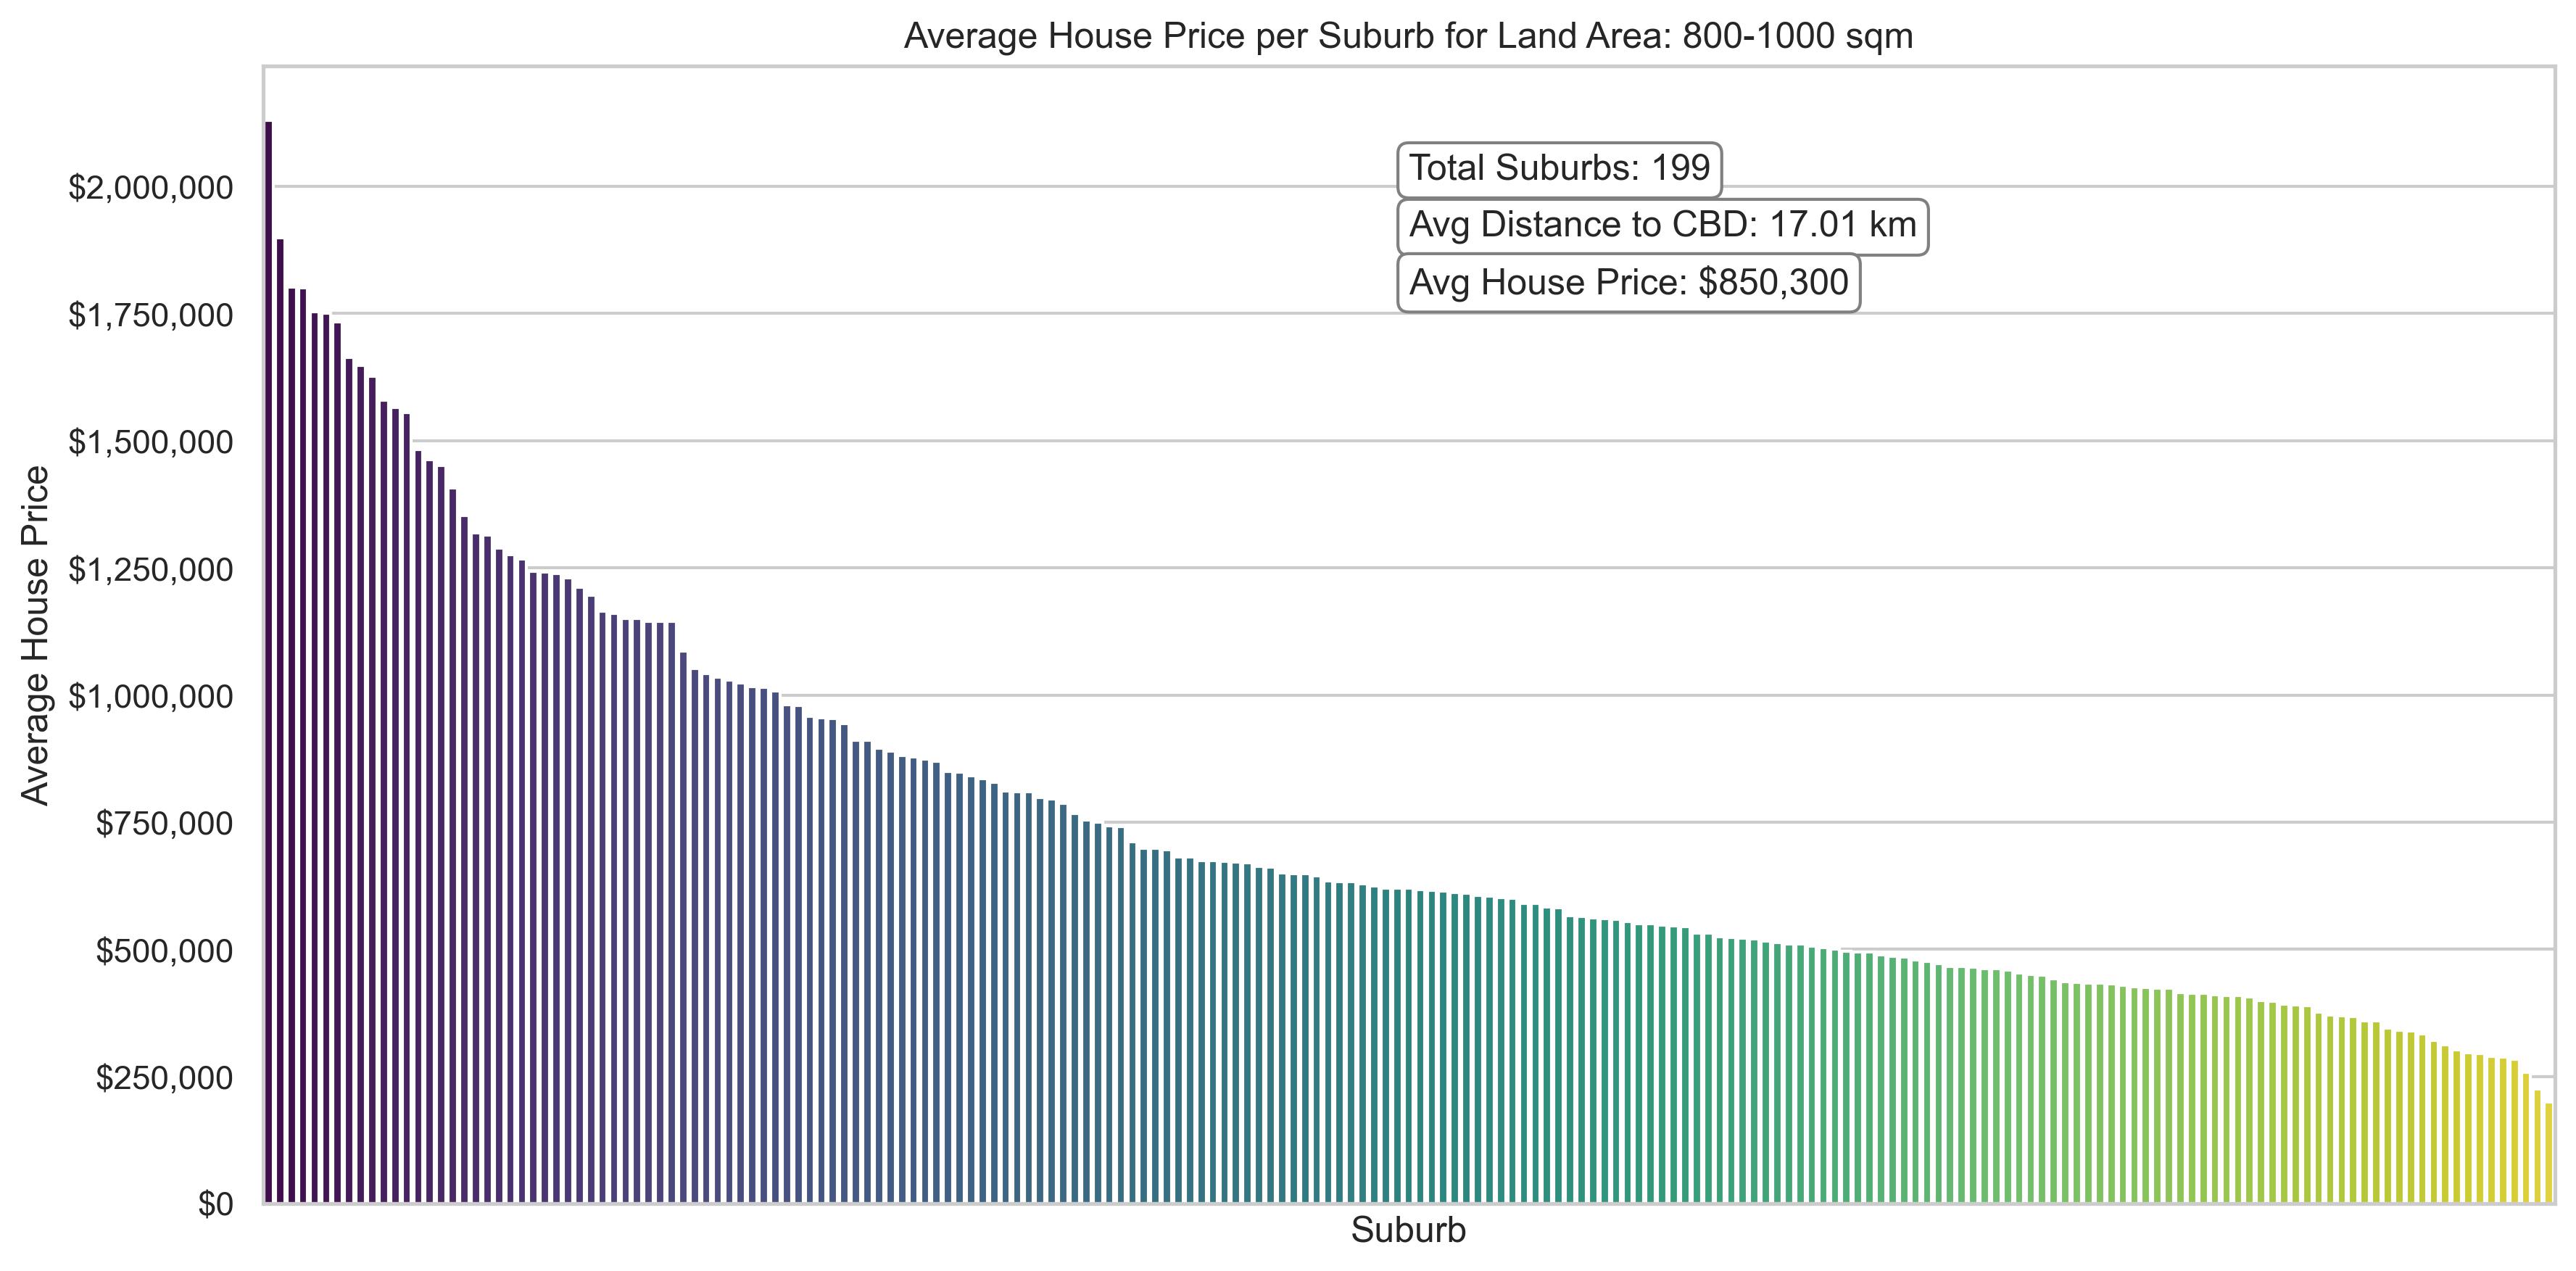 Average House Price per Suburb for Land Area: 800-1000 sqm
Total Suburbs: 199
Avg Distance to CBD: 17.01 km
Avg House Price: $850,300
Average House Price
$2,000,000
$1,750,000
$1,500,000
$1,250,000
$1,000,000
$750,000
$500,000
$250,000
$0
Suburb